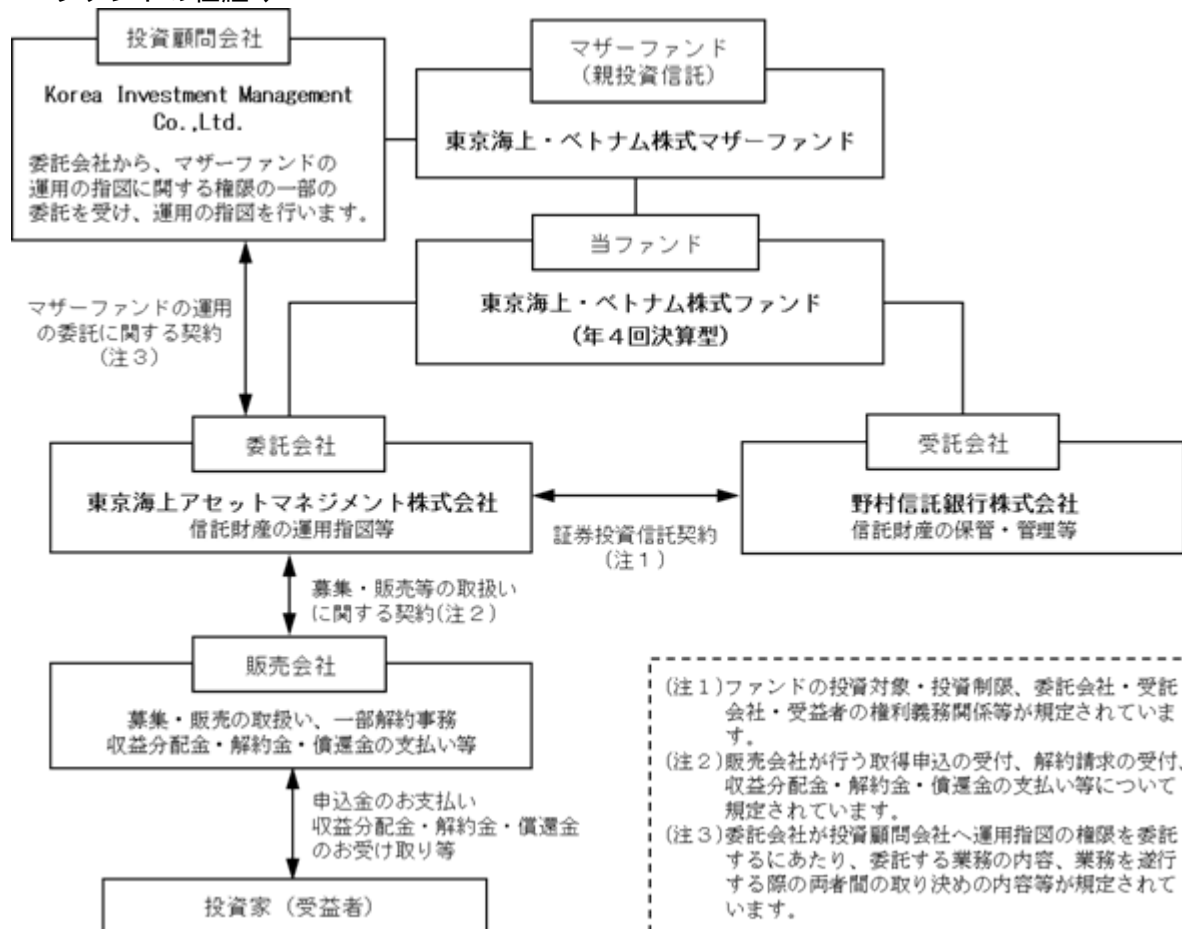 投資顧問会社
Korea Investment Management
Co.,Ltd.
委託会社から、マザーファンドの
運用の指図に関する権限の一部の
委託を受け、運用の指図を行います。
マザーファンド
(親投資信託)
東京海上・ベトナム株式マザーファンド
当ファンド
東京海上・ベトナム株式ファンド
(年4回決算型)
マザーファンドの運用
の委託に関する契約
(注3)
委託会社
東京海上アセットマネジメント株式会社
信託財産の運用指図等
証券投資信託契約
(注1)
受託会社
野村信託銀行株式会社
信託財産の保管・管理等
募集・販売等の取扱い
に関する契約(注2)
販売会社
募集・販売の取扱い、一部解約事務
収益分配金・解約金・償還金の支払い等
申込金のお支払い
収益分配金・解約金・償還金
のお受け取り等
投資家(受益者)
(注1)ファンドの投資対象・投資制限、委託会社・受託
会社・受益者の権利義務関係等が規定されていま
す。
(注2)販売会社が行う取得申込の受付、解約請求の受付、
収益分配金・解約金・償還金の支払い等について
規定されています。
(注3)委託会社が投資顧問会社へ運用指図の権限を委託
するにあたり、委託する業務の内容、業務を遂行
する際の両者間の取り決めの内容等が規定されて
います。